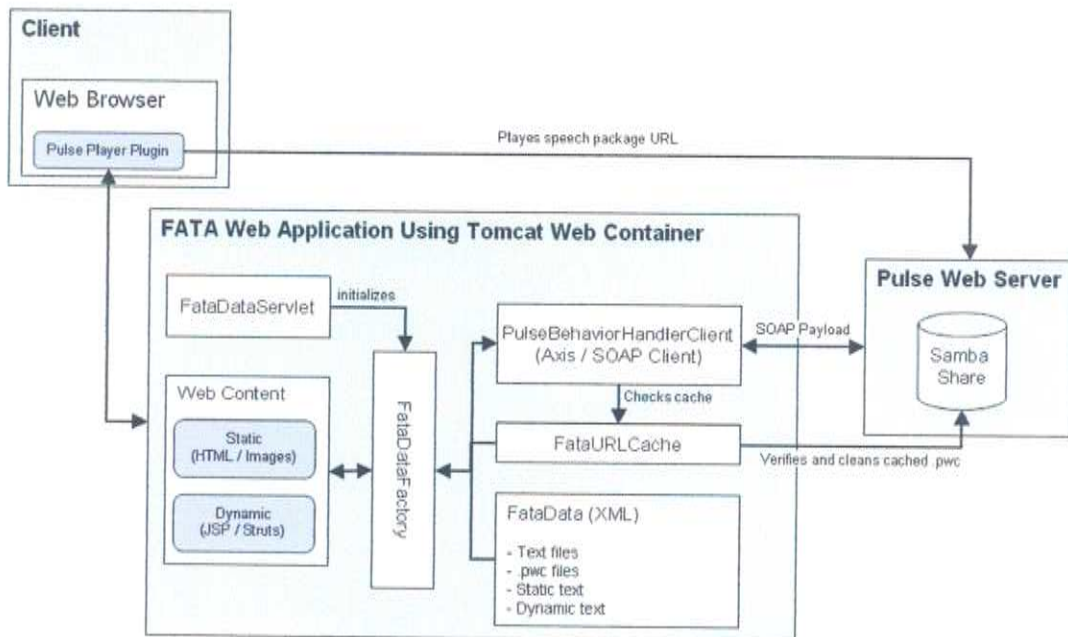 Client
Web Browser
Pulse Player Plugin
Playes speech package URL
FATA Web Application Using Tomcat Web Container
FataDataServlet
initializes
PulseBehaviorHandlerClient
(Axis / SOAP Client)
SOAP Payload
Pulse Web Server
Samba
Share
Checks cache
Web Content
Static
(HTML / Images)
Dynamic
(JSP / Struts)
FataDataFactory
FataURLCache
Verifies and cleans cached .pwc
FataData (XML)
- Text files
- .pwc files
- Static text
- Dynamic text